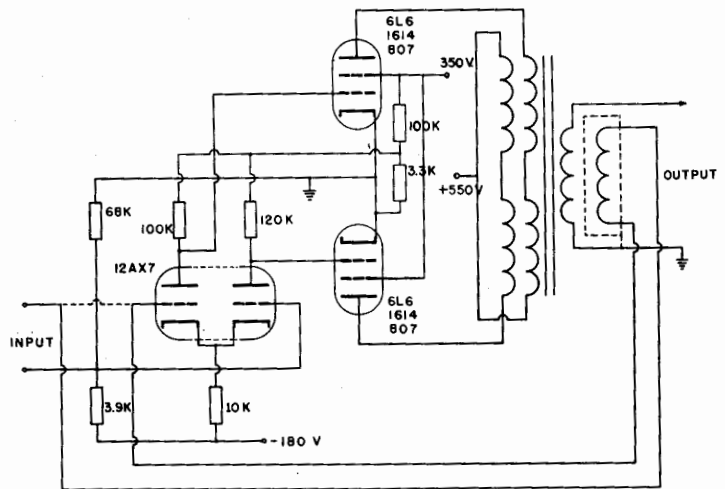 6L6
1614
807
350V.
100K
3.3K
+550V
OUTPUT
68K
100K
120K
12AX7
6L6
1614
807
INPUT
3.9K
10K
-180 V